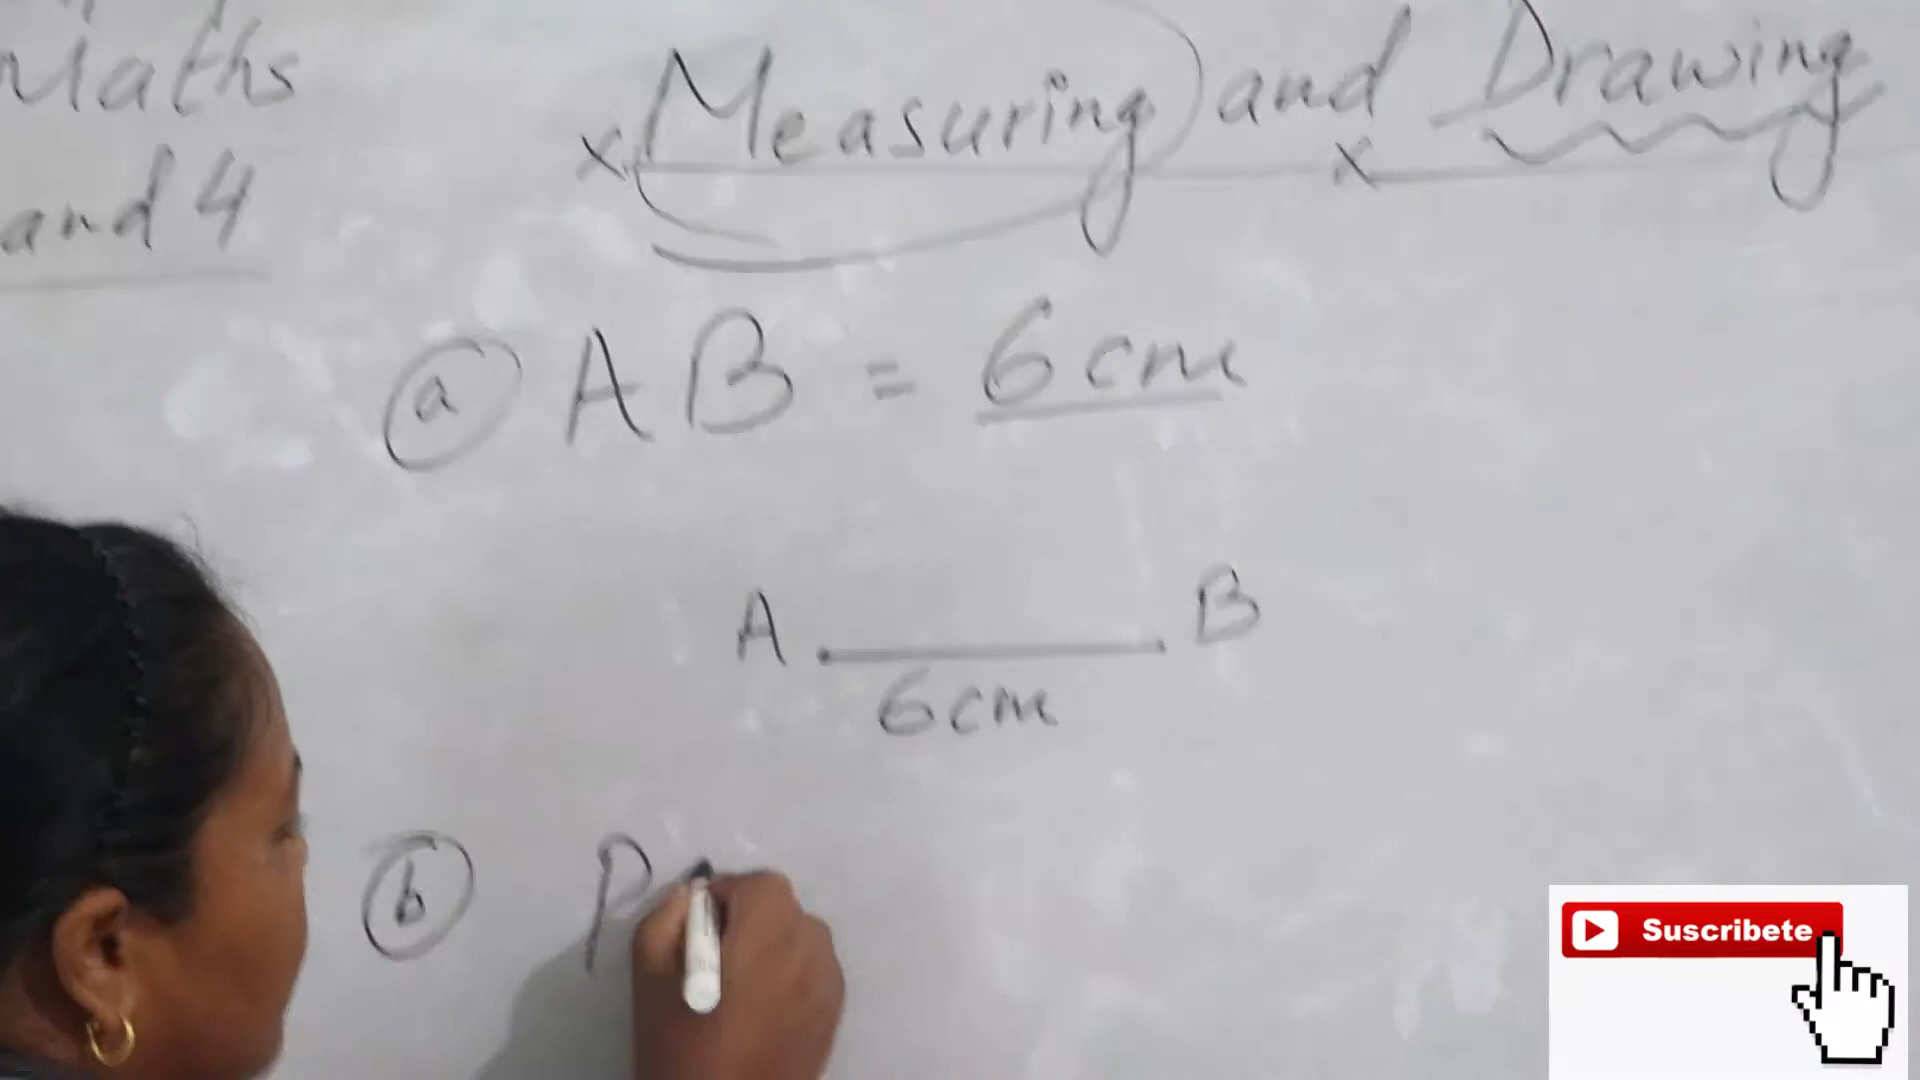 Maths
and 4
Measuring and Drawing
(a) AB = 6cm
A B
6cm
(b) P
Suscribete